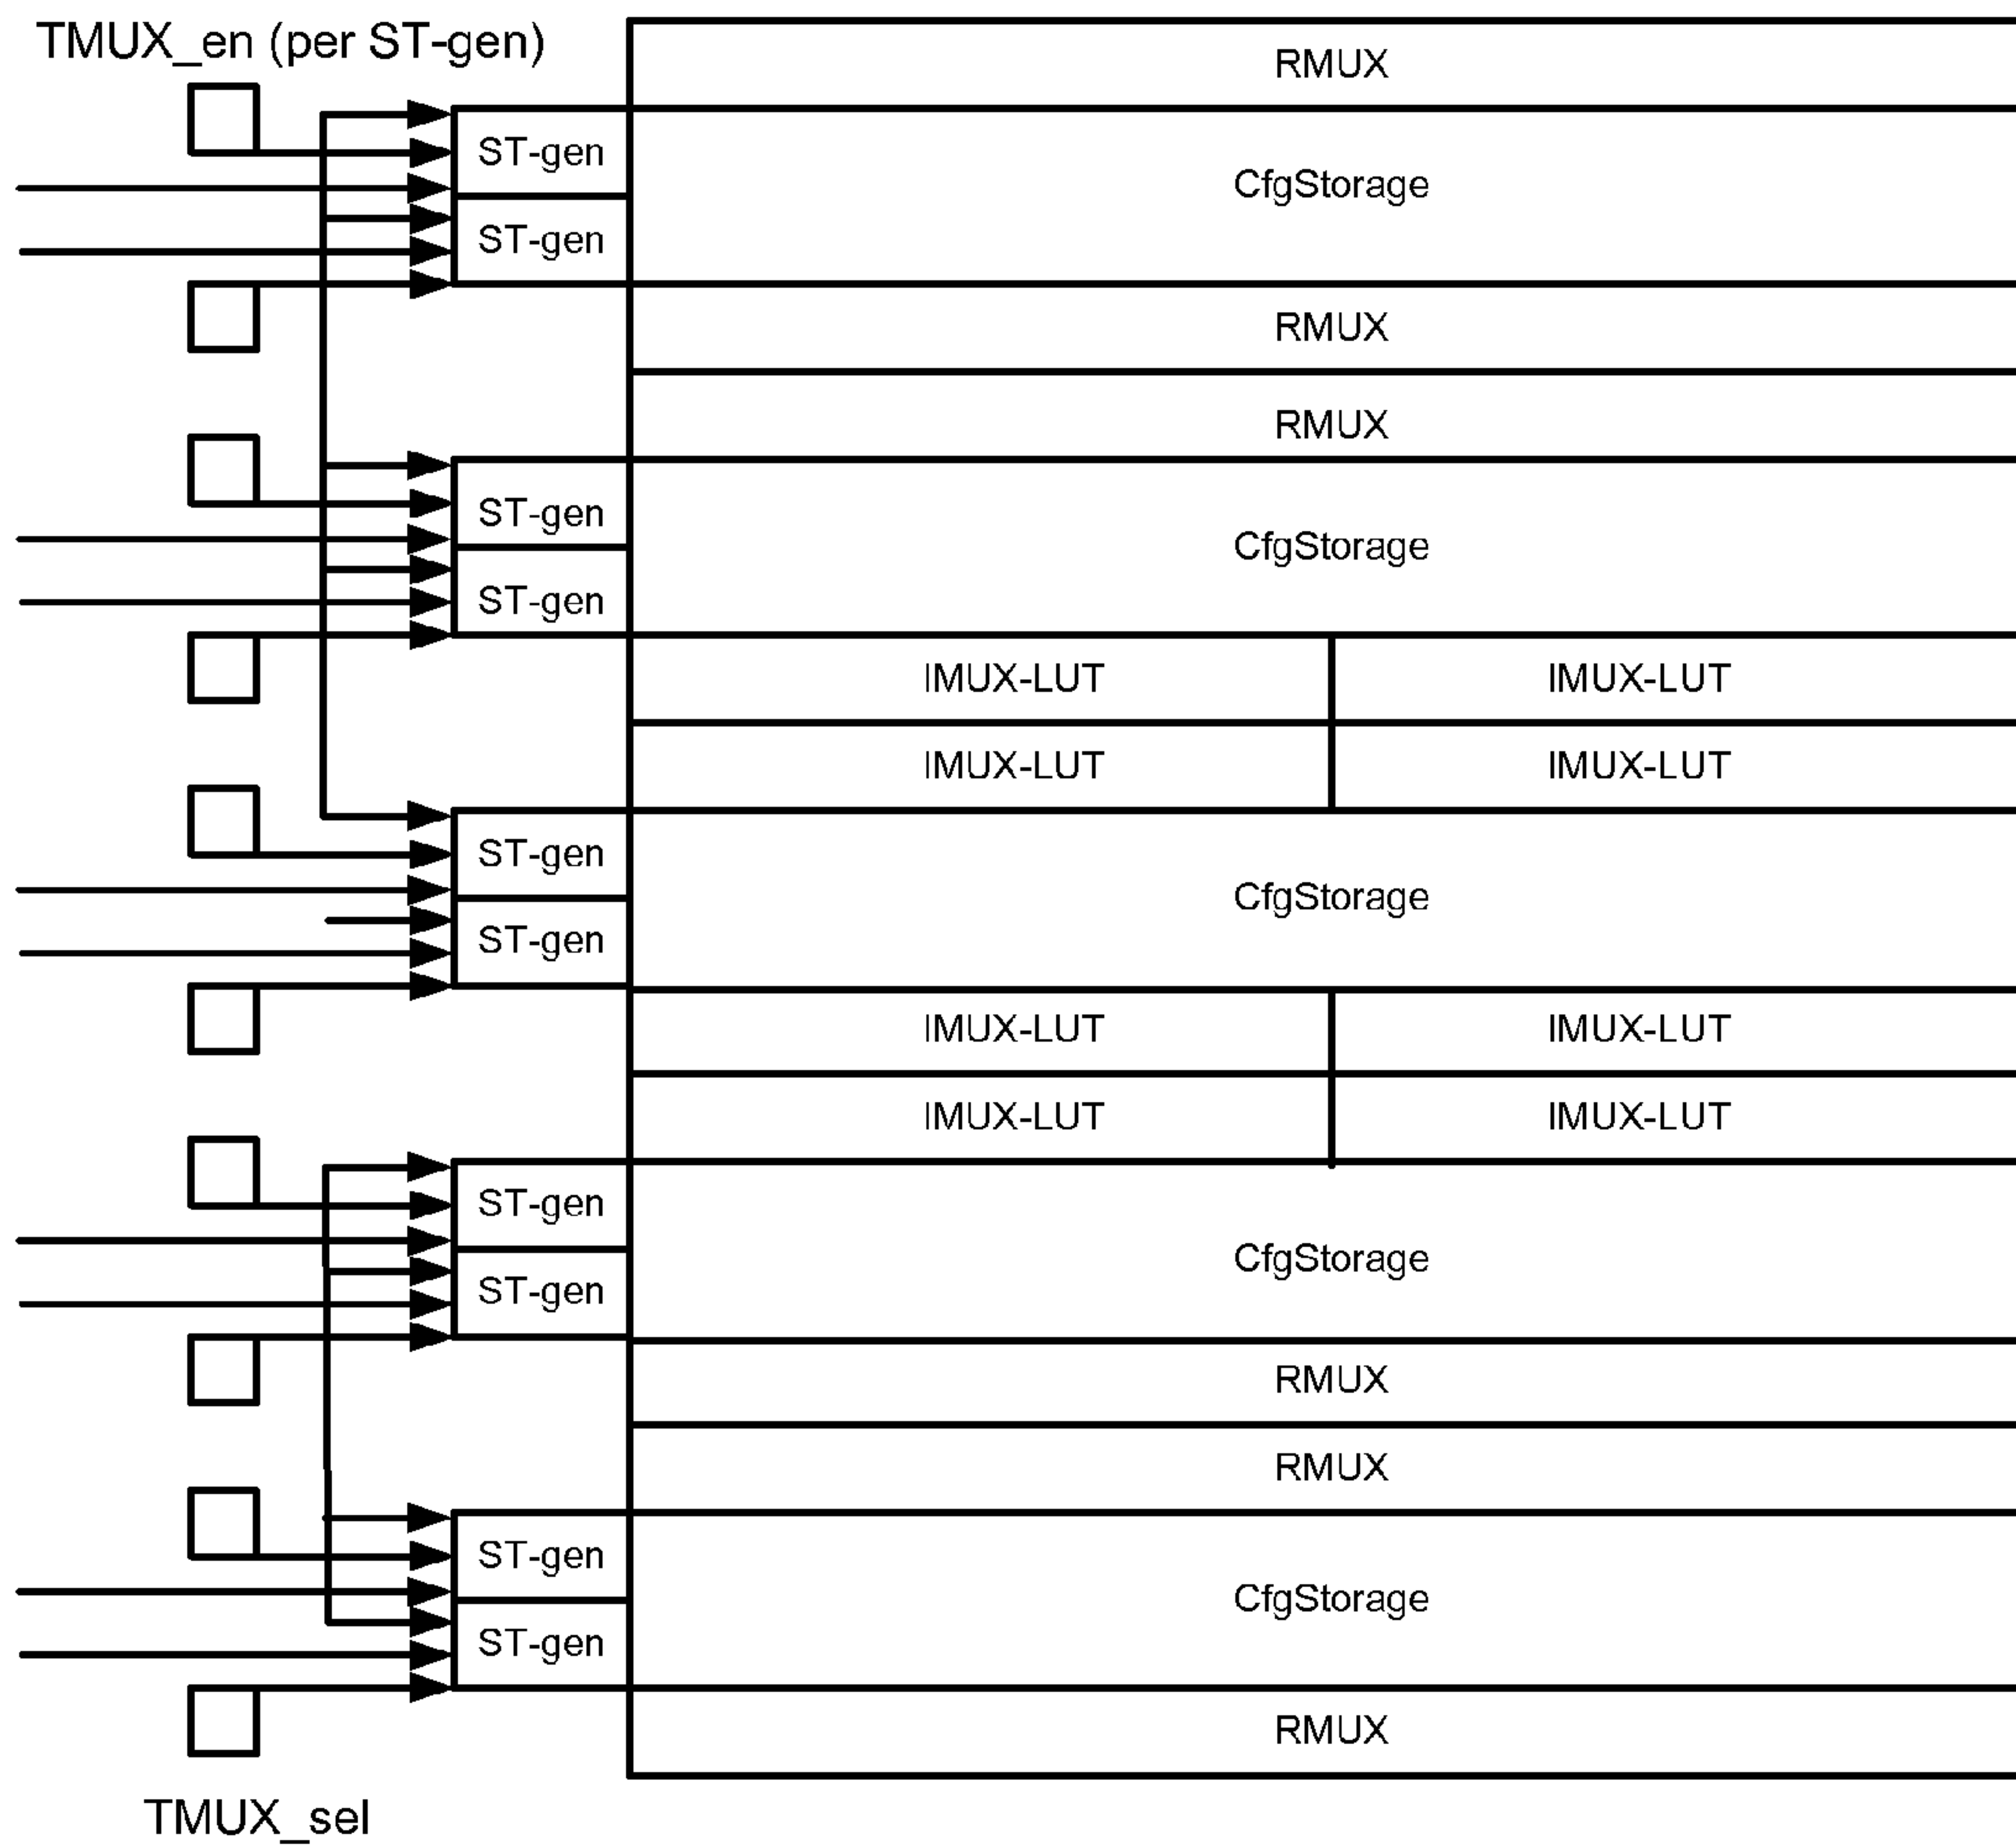 TMUX_en (per ST-gen)
RMUX
ST-gen
CfgStorage
ST-gen
RMUX
RMUX
ST-gen
CfgStorage
ST-gen
IMUX-LUT IMUX-LUT
IMUX-LUT IMUX-LUT
ST-gen
CfgStorage
ST-gen
IMUX-LUT IMUX-LUT
IMUX-LUT IMUX-LUT
ST-gen
CfgStorage
ST-gen
RMUX
RMUX
ST-gen
CfgStorage
ST-gen
RMUX
TMUX_sel